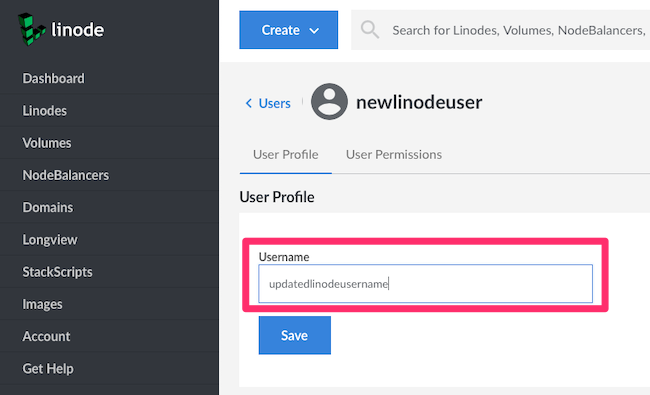 linode
Create
Search for Linodes, Volumes, NodeBalancers,
Dashboard
Linodes
Volumes
NodeBalancers
Domains
Longview
StackScripts
Images
Account
Get Help
Users
newlinodeuser
User Profile
User Permissions
User Profile
Username
updatedlinodeusername
Save